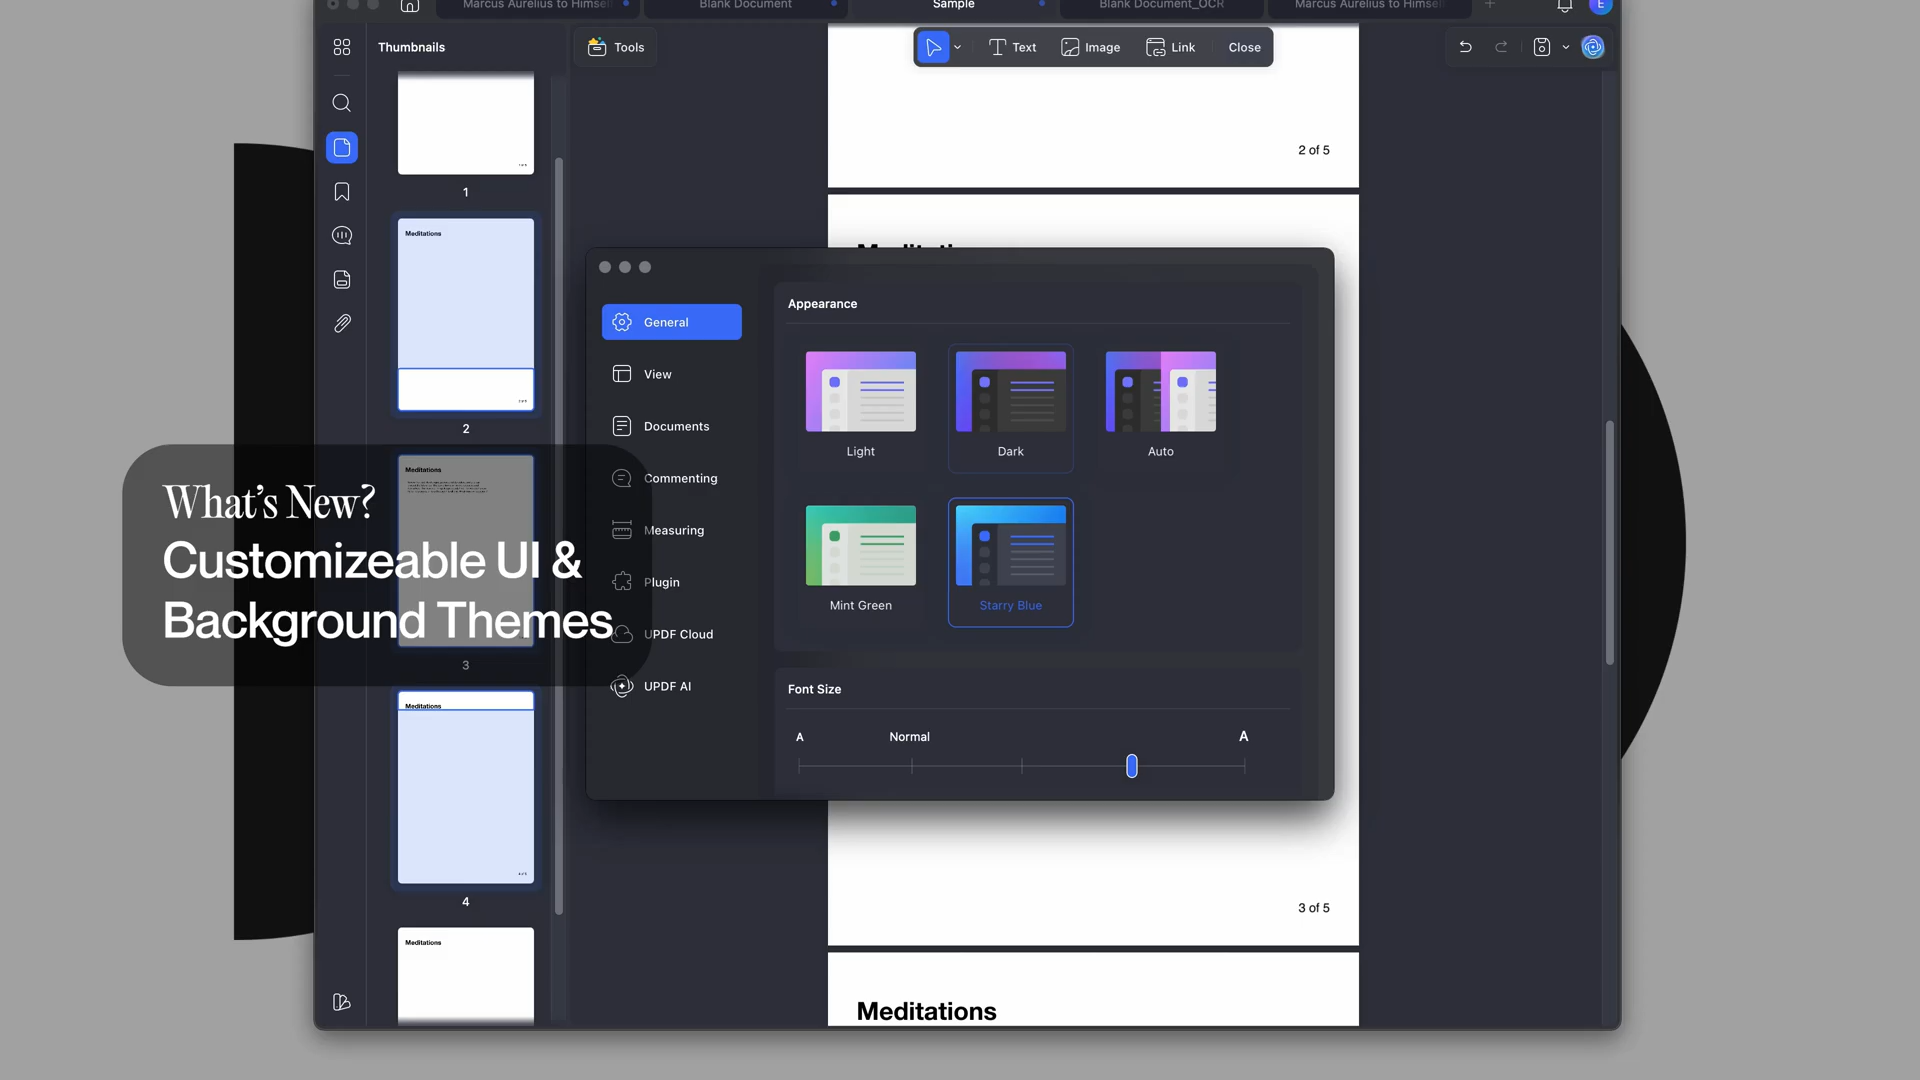 Marcus Aurelius to Himself
Blank Document
Sample
Blank Document_OCR
Marcus Aurelius to Himself
E
Thumbnails
Tools
Text
Image
Link
Close
2 of 5
1
Meditations
2
Meditations
3
Meditations
4
Meditations
General
View
Documents
Commenting
Measuring
Plugin
UPDF Cloud
UPDF AI
Appearance
Light
Dark
Auto
Mint Green
Starry Blue
Font Size
A
Normal
A
What's New?
Customizeable UI &
Background Themes
3 of 5
Meditations